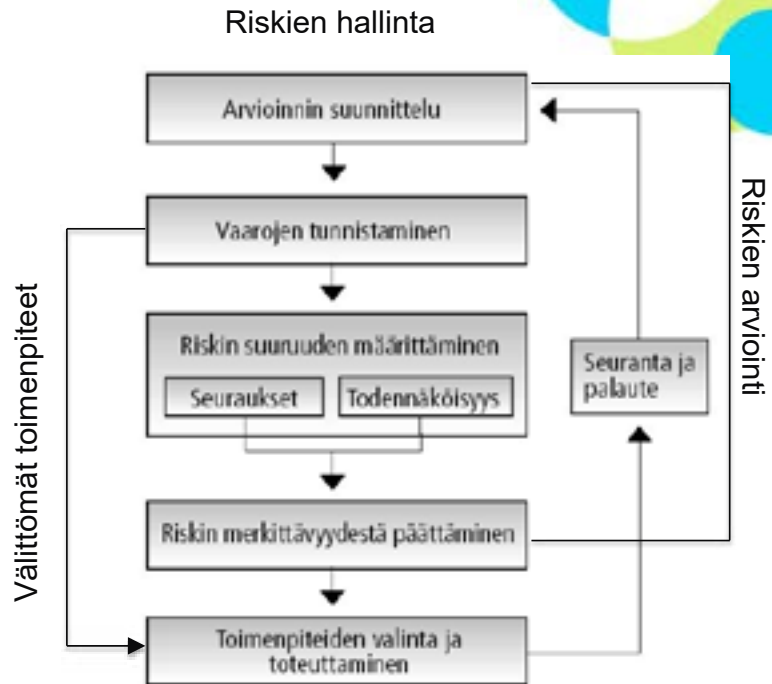 Riskien hallinta
Arvioinnin suunnittelu
Vaarojen tunnistaminen
Riskin suuruuden määrittäminen
Seuraukset
Todennäköisyys
Seuranta ja
palaute
Riskin merkittävyydestä päättäminen
Toimenpiteiden valinta ja
toteuttaminen
Välittömät toimenpiteet
Riskien arviointi